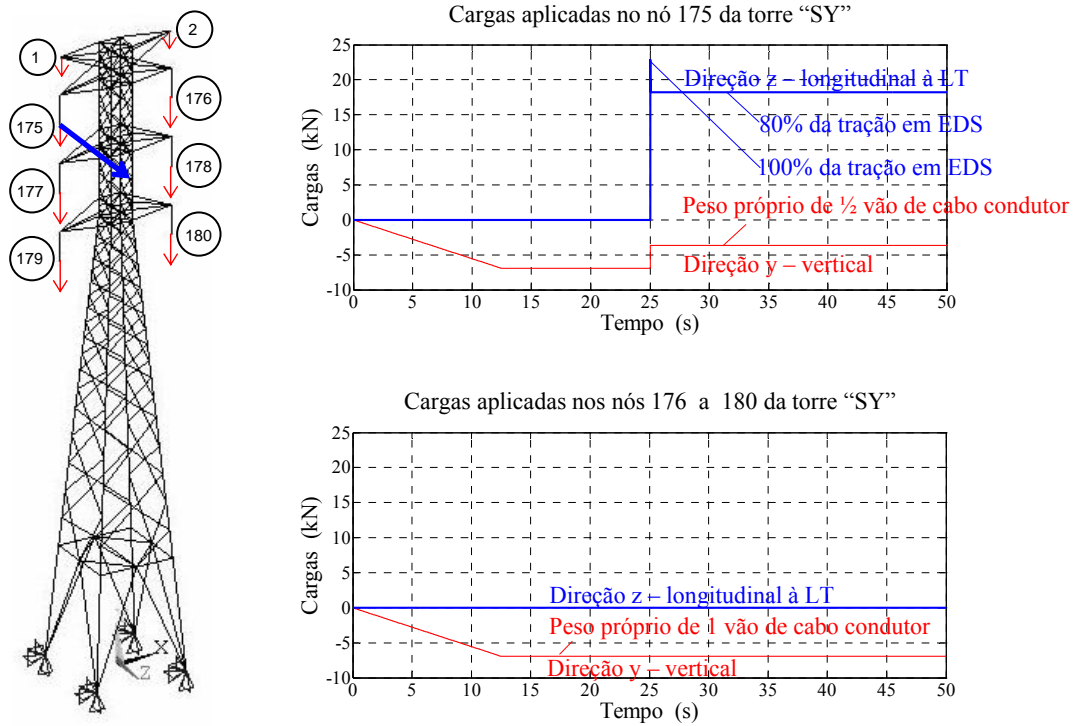 1
2
175
176
177
178
179
180
X
Z
Cargas aplicadas no nó 175 da torre “SY”
25
20
15
10
5
0
-5
-10
Cargas (kN)
Direção z – longitudinal à LT
80% da tração em EDS
100% da tração em EDS
Peso próprio de ½ vão de cabo condutor
Direção y – vertical
0 5 10 15 20 25 30 35 40 45 50
Tempo (s)
Cargas aplicadas nos nós 176 a 180 da torre “SY”
25
20
15
10
5
0
-5
-10
Cargas (kN)
Direção z – longitudinal à LT
Peso próprio de 1 vão de cabo condutor
Direção y – vertical
0 5 10 15 20 25 30 35 40 45 50
Tempo (s)